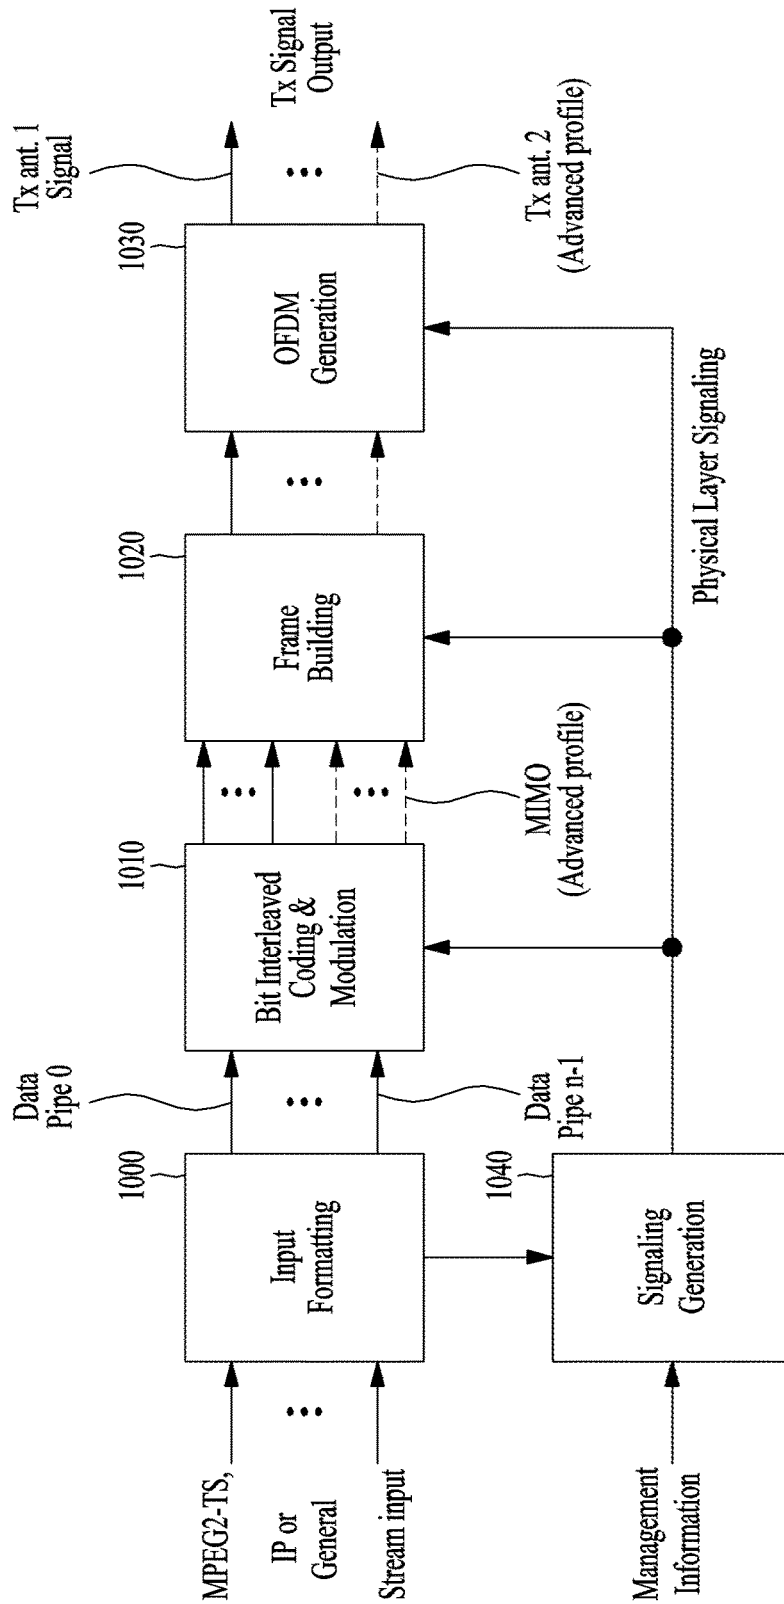 MPEG2-TS,
IP or
General
Stream input
Management
Information
1000
Input
Formatting
1040
Signaling
Generation
Data
Pipe 0
Data
Pipe n-1
1010
Bit Interleaved
Coding &
Modulation
MIMO
(Advanced profile)
1020
Frame
Building
Physical Layer Signaling
1030
OFDM
Generation
Tx ant. 1
Signal
Tx Signal
Output
Tx ant. 2
(Advanced profile)